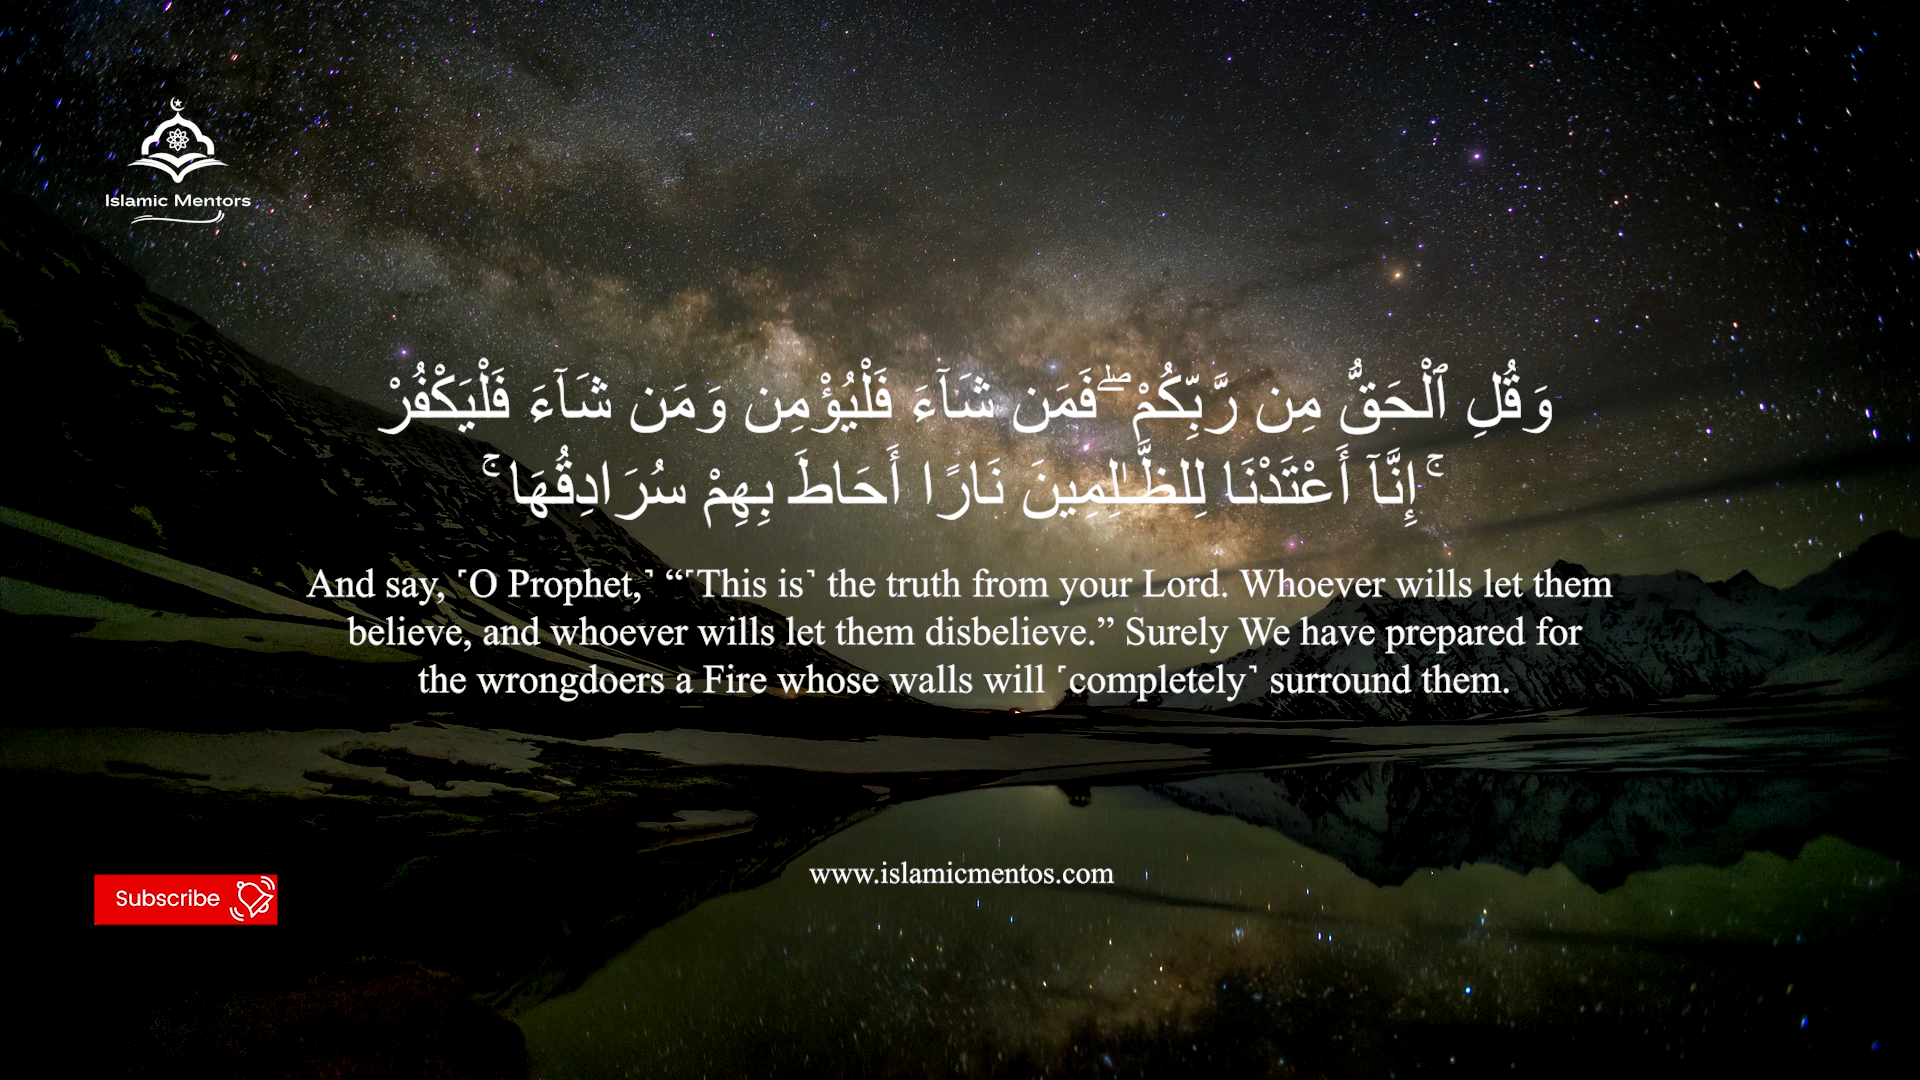 Islamic Mentors
وَقُلِ ٱلْحَقُّ مِن رَّبِّكُمْ ۖ فَمَن شَآءَ فَلْيُؤْمِن وَمَن شَآءَ فَلْيَكْفُرْ
ۚ إِنَّآ أَعْتَدْنَا لِلظَّـٰلِمِينَ نَارًا أَحَاطَ بِهِمْ سُرَادِقُهَا ۚ
And say, ˹O Prophet,˺ “˹This is˺ the truth from your Lord. Whoever wills let them
believe, and whoever wills let them disbelieve.” Surely We have prepared for
the wrongdoers a Fire whose walls will ˹completely˺ surround them.
www.islamicmentos.com
Subscribe